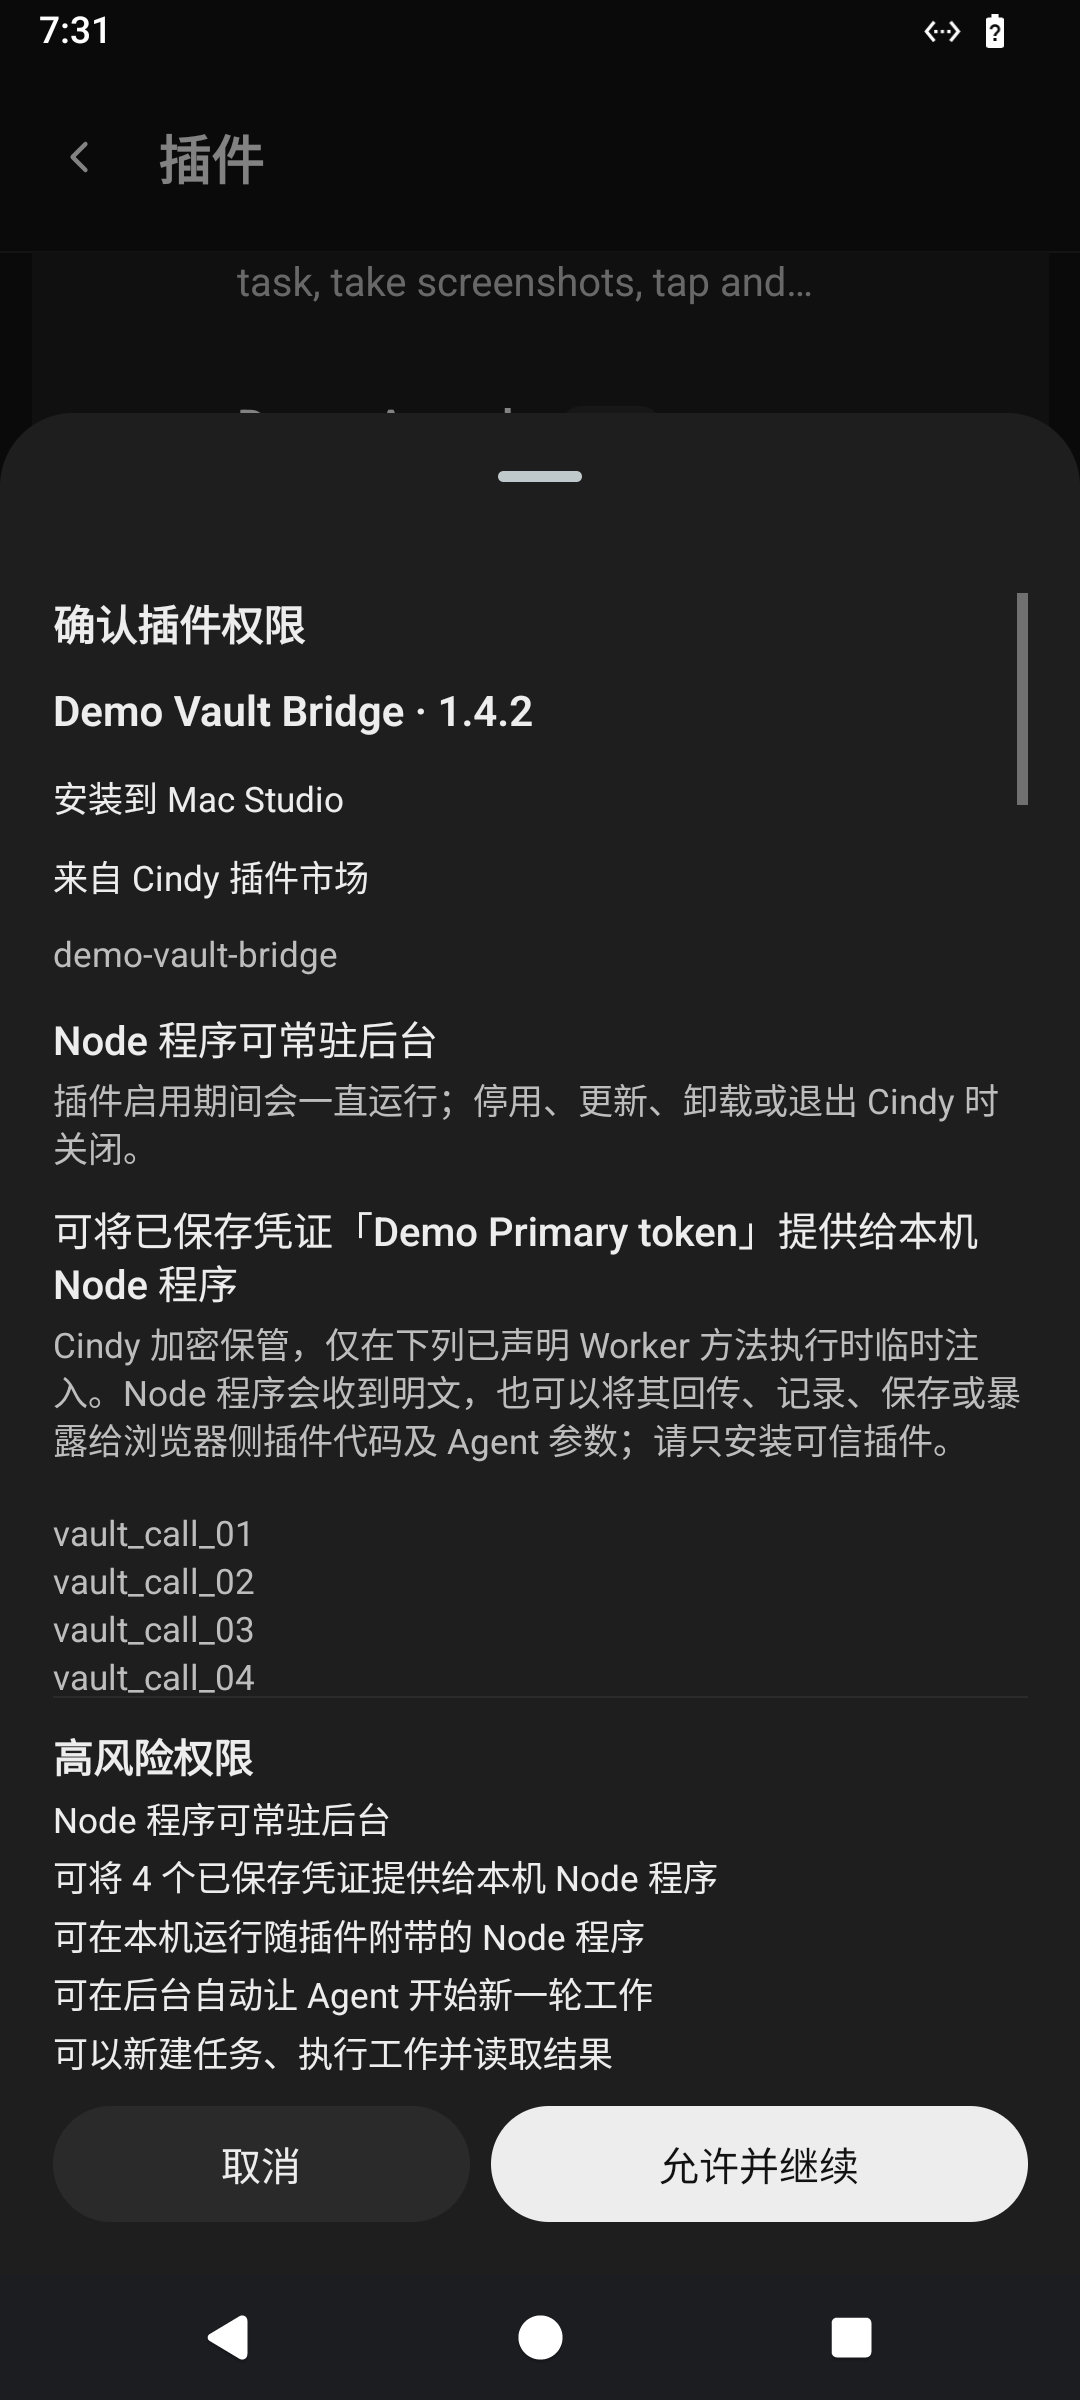 7:31
插件
task, take screenshots, tap and...
确认插件权限
Demo Vault Bridge · 1.4.2
安装到 Mac Studio
来自 Cindy 插件市场
demo-vault-bridge
Node 程序可常驻后台
插件启用期间会一直运行；停用、更新、卸载或退出 Cindy 时
关闭。
可将已保存凭证「Demo Primary token」提供给本机
Node 程序
Cindy 加密保管，仅在下列已声明 Worker 方法执行时临时注
入。Node 程序会收到明文，也可以将其回传、记录、保存或暴
露给浏览器侧插件代码及 Agent 参数；请只安装可信插件。
vault_call_01
vault_call_02
vault_call_03
vault_call_04
高风险权限
Node 程序可常驻后台
可将 4 个已保存凭证提供给本机 Node 程序
可在本机运行随插件附带的 Node 程序
可在后台自动让 Agent 开始新一轮工作
可以新建任务、执行工作并读取结果
取消
允许并继续